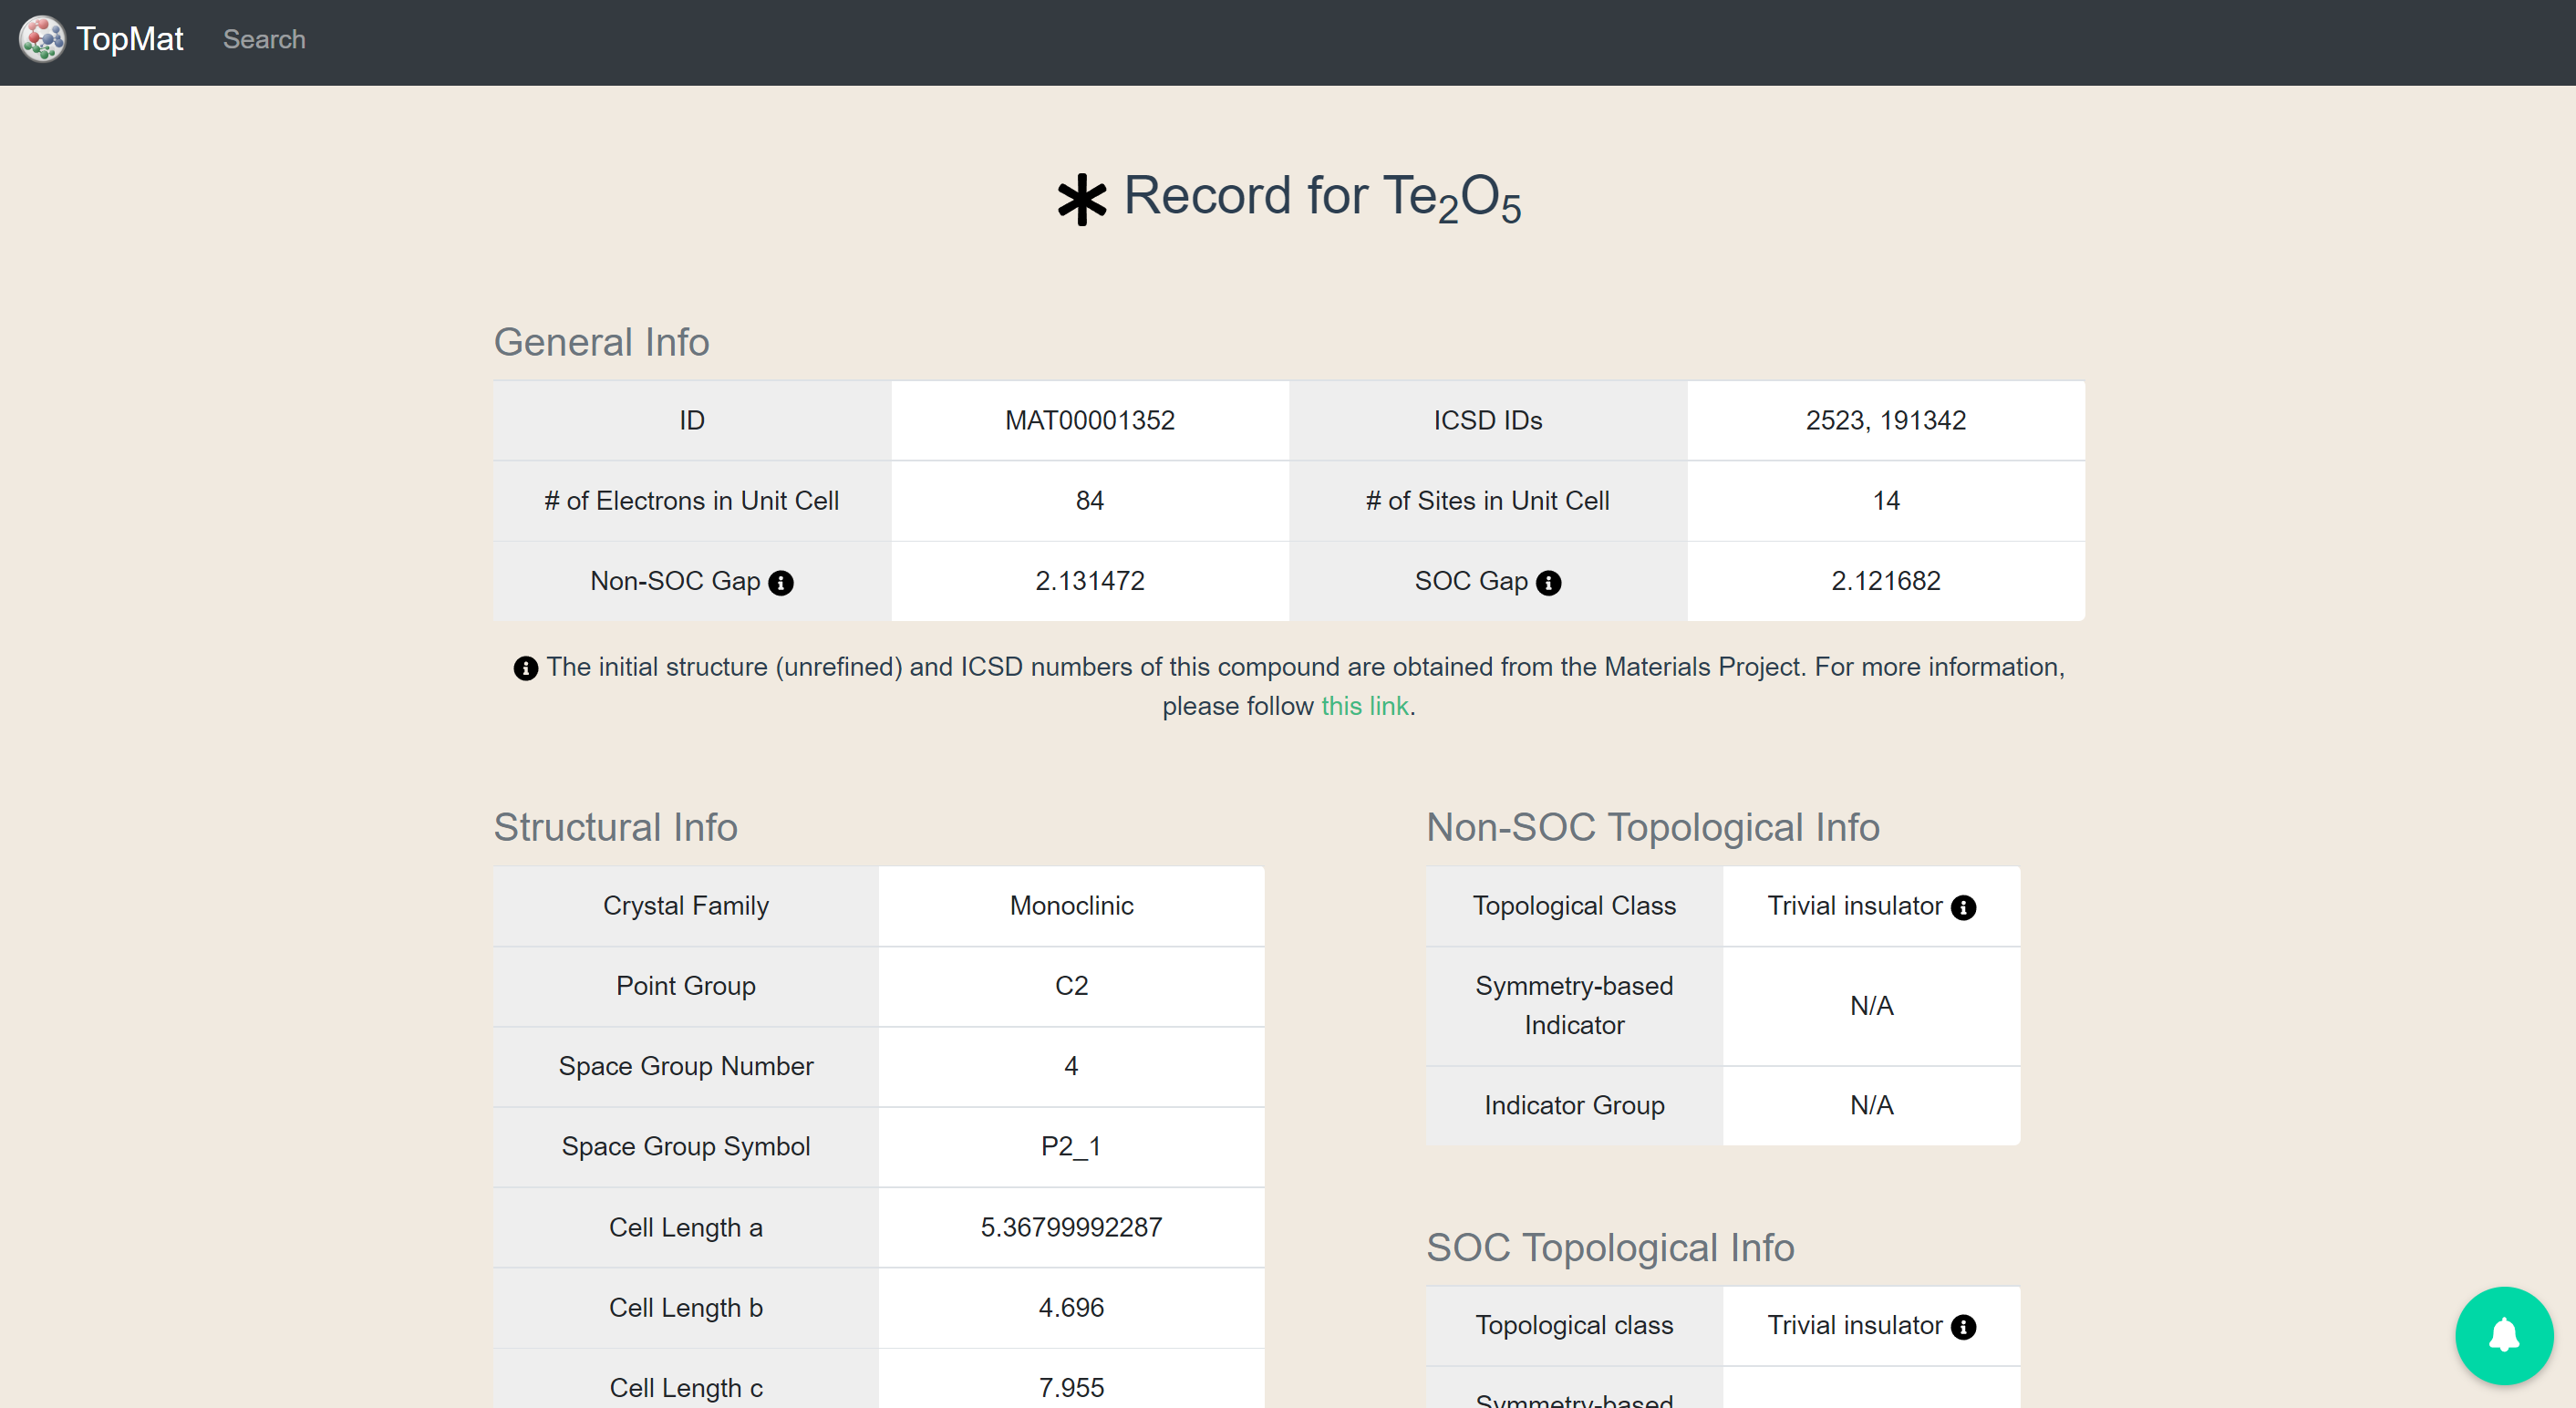 TopMat Search
Record for Te₂O₅
General Info
ID MAT00001352 ICSD IDs 2523, 191342
# of Electrons in Unit Cell 84 # of Sites in Unit Cell 14
Non-SOC Gap 2.131472 SOC Gap 2.121682
The initial structure (unrefined) and ICSD numbers of this compound are obtained from the Materials Project. For more information,
please follow this link.
Structural Info
Crystal Family Monoclinic
Point Group C2
Space Group Number 4
Space Group Symbol P2_1
Cell Length a 5.36799992287
Cell Length b 4.696
Cell Length c 7.955
Non-SOC Topological Info
Topological Class Trivial insulator
Symmetry-based
Indicator
N/A
Indicator Group N/A
SOC Topological Info
Topological class Trivial insulator
Symmetry-based